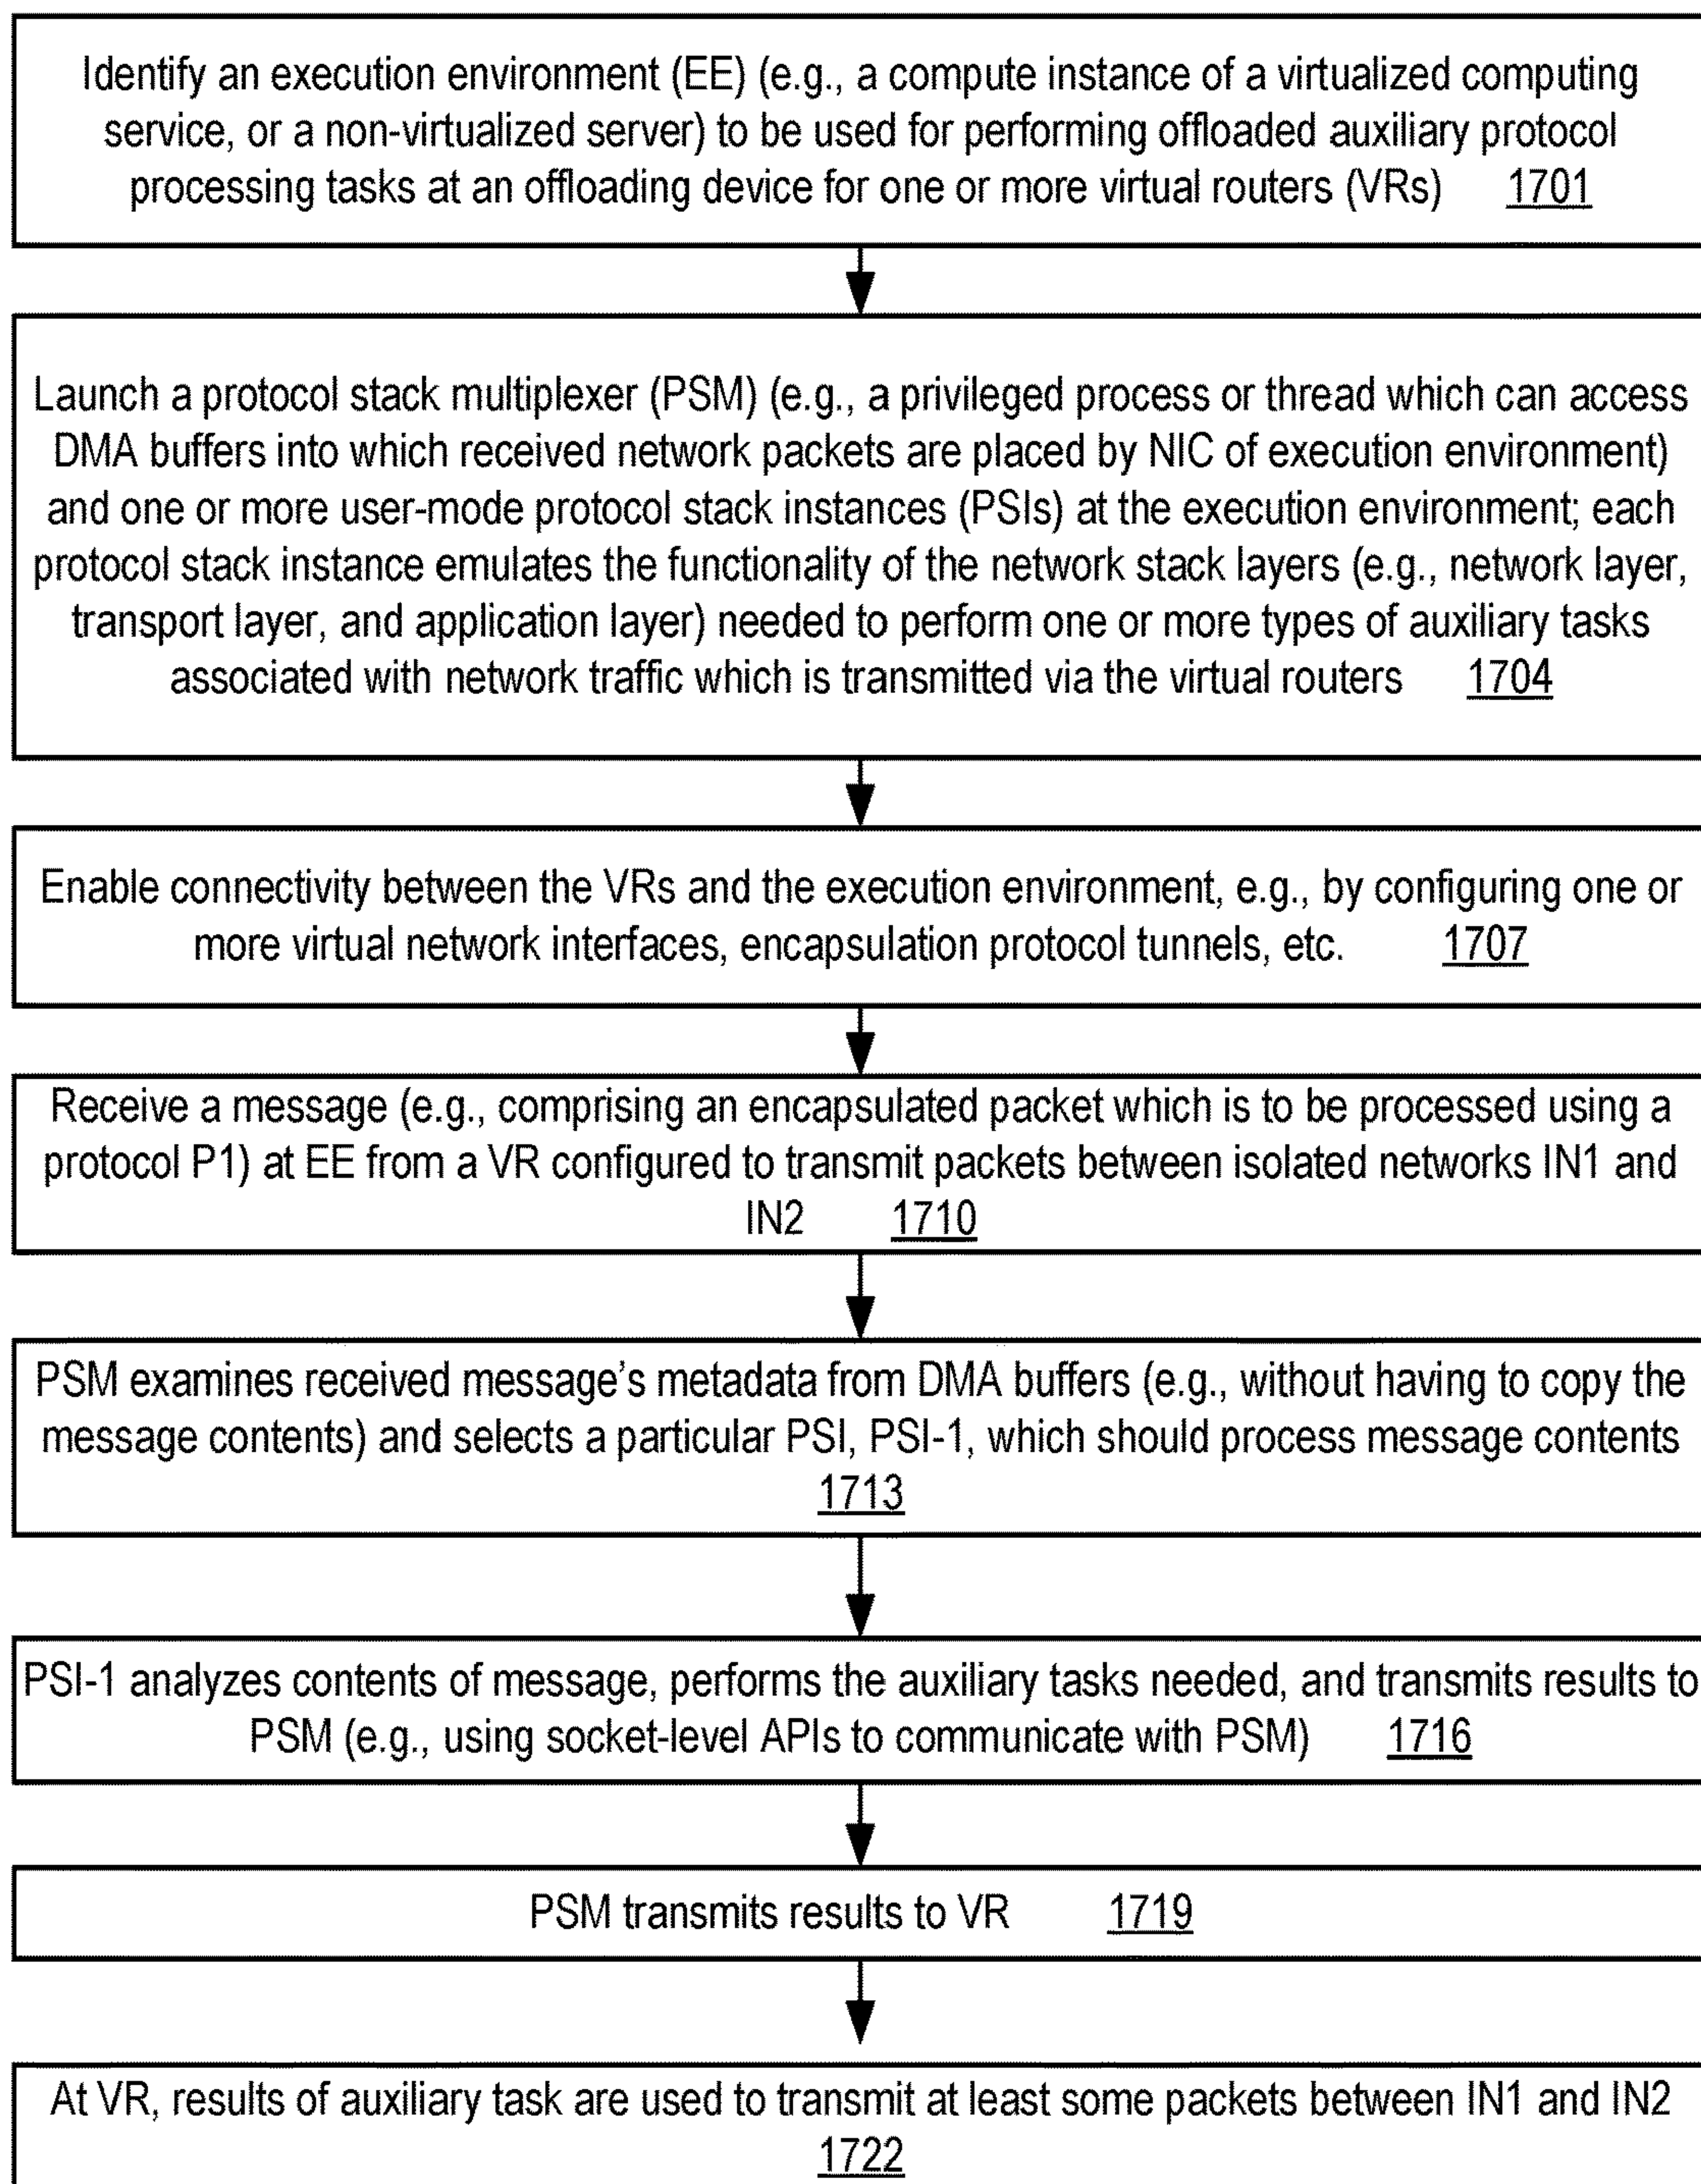 Identify an execution environment (EE) (e.g., a compute instance of a virtualized computing
service, or a non-virtualized server) to be used for performing offloaded auxiliary protocol
processing tasks at an offloading device for one or more virtual routers (VRs) 1701
Launch a protocol stack multiplexer (PSM) (e.g., a privileged process or thread which can access
DMA buffers into which received network packets are placed by NIC of execution environment)
and one or more user-mode protocol stack instances (PSIs) at the execution environment; each
protocol stack instance emulates the functionality of the network stack layers (e.g., network layer,
transport layer, and application layer) needed to perform one or more types of auxiliary tasks
associated with network traffic which is transmitted via the virtual routers 1704
Enable connectivity between the VRs and the execution environment, e.g., by configuring one or
more virtual network interfaces, encapsulation protocol tunnels, etc. 1707
Receive a message (e.g., comprising an encapsulated packet which is to be processed using a
protocol P1) at EE from a VR configured to transmit packets between isolated networks IN1 and
IN2 1710
PSM examines received message's metadata from DMA buffers (e.g., without having to copy the
message contents) and selects a particular PSI, PSI-1, which should process message contents
1713
PSI-1 analyzes contents of message, performs the auxiliary tasks needed, and transmits results to
PSM (e.g., using socket-level APIs to communicate with PSM) 1716
PSM transmits results to VR 1719
At VR, results of auxiliary task are used to transmit at least some packets between IN1 and IN2
1722